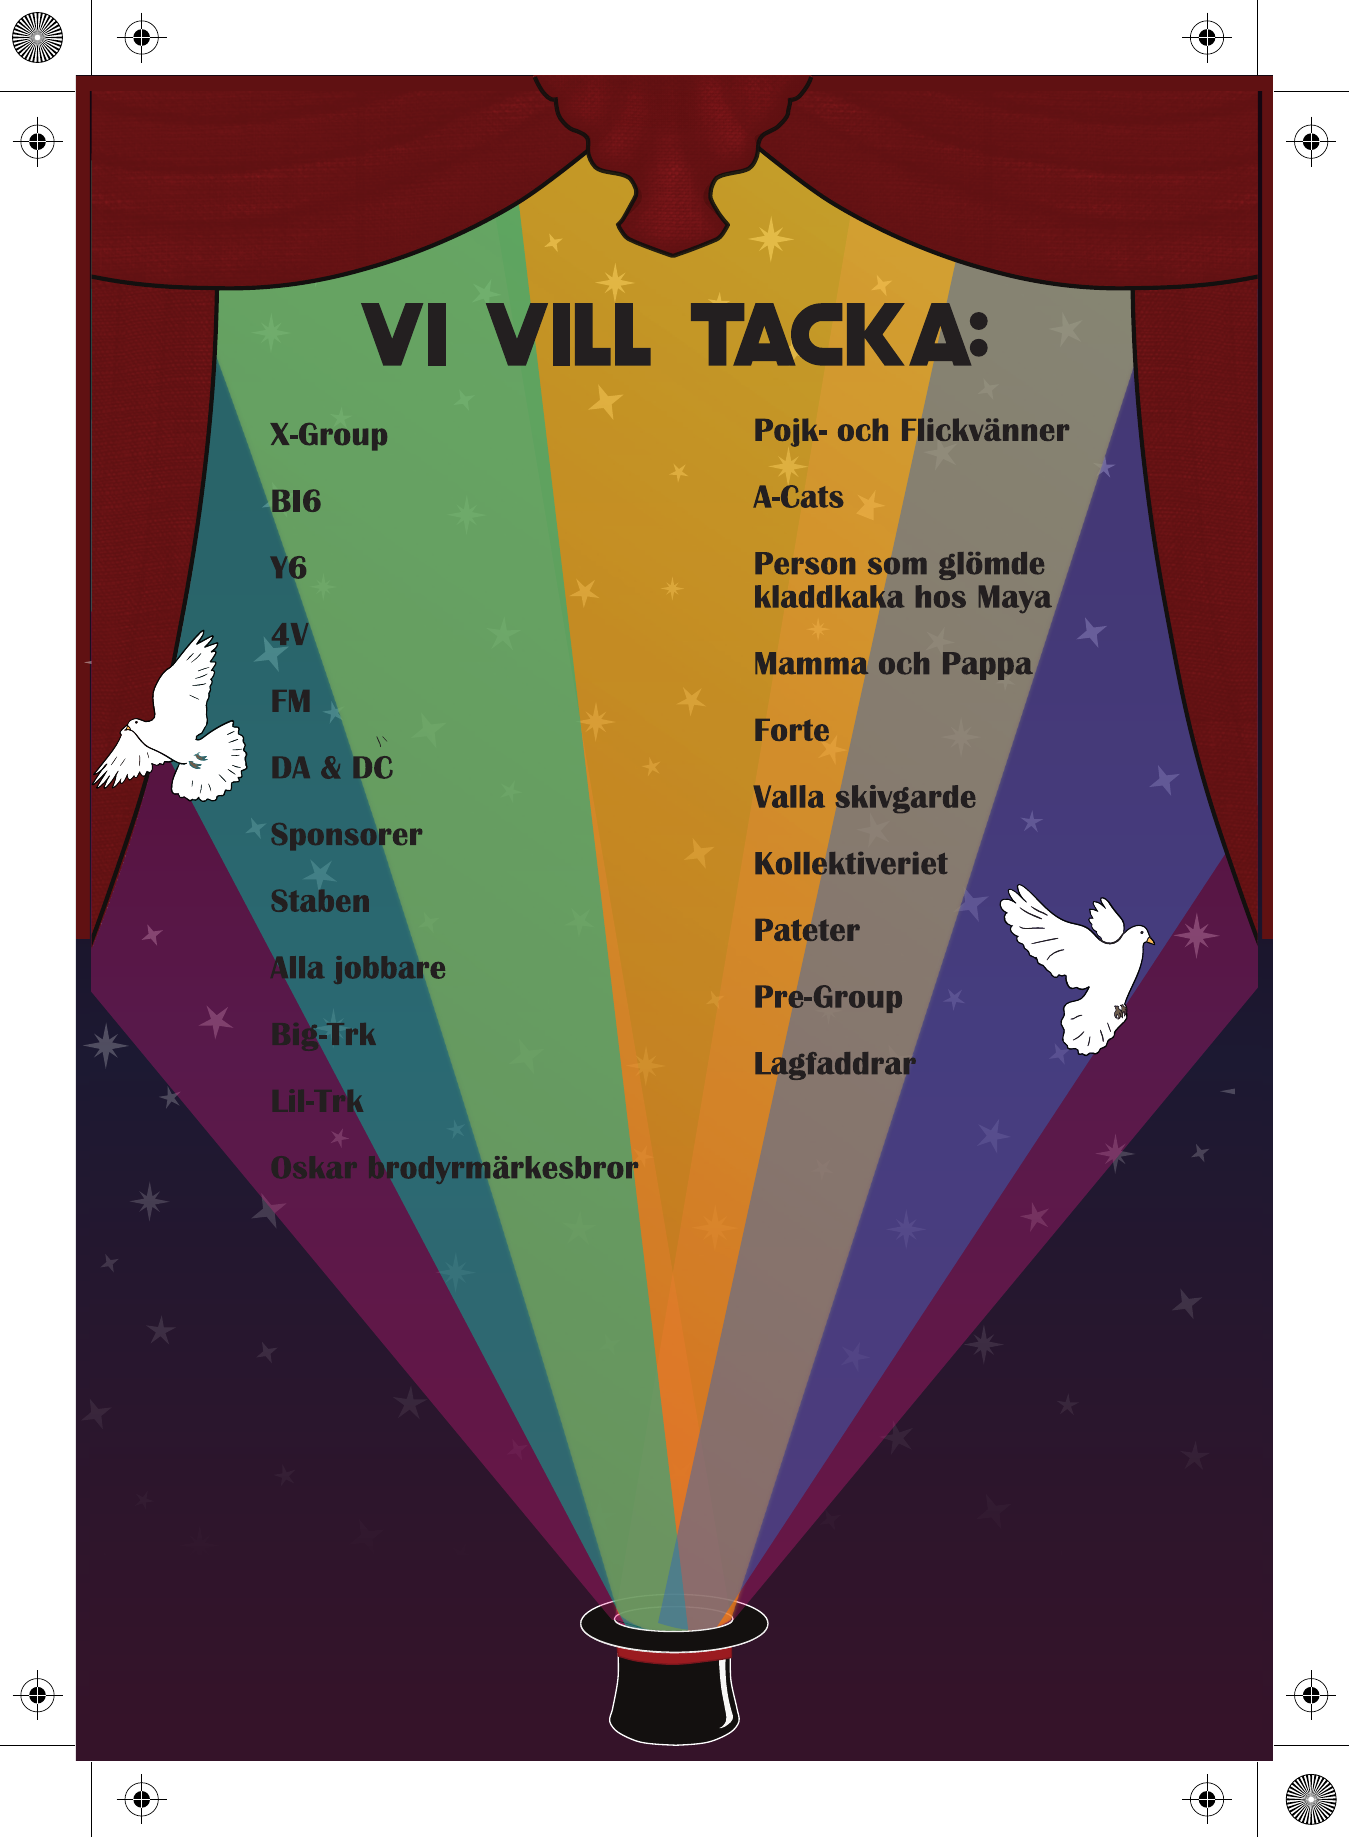 VI VILL TACKA:
X-Group
BI6
Y6
4V
FM
DA & DC
Sponsorer
Staben
Alla jobbare
Big-Trk
Lil-Trk
Oskar brodyrmärkesbror
Pojk- och Flickvänner
A-Cats
Person som glömde
kladdkaka hos Maya
Mamma och Pappa
Forte
Valla skivgarde
Kollektiveriet
Pateter
Pre-Group
Lagfaddrar